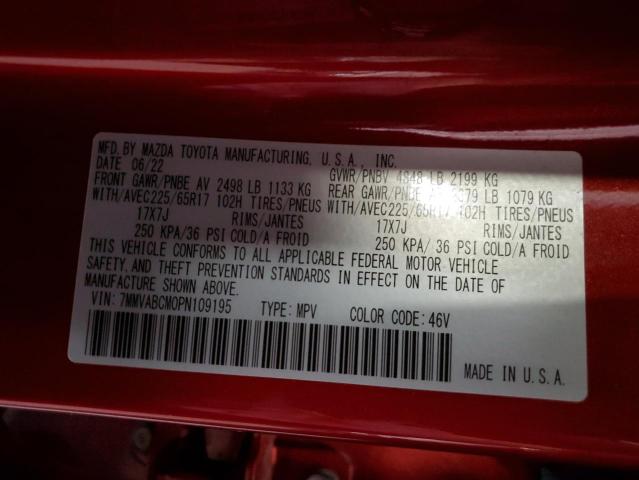 MFD. BY MAZDA TOYOTA MANUFACTURING, U.S.A., INC.
DATE 06/22 GVWR/PNBV 4848 LB 2199 KG
FRONT GAWR/PNBE AV 2498 LB 1133 KG REAR GAWR/PNBE LB 1079 KG
WITH/AVEC225/65R17 102H TIRES/PNEUS WITH/AVEC225/65R17 102H TIRES/PNEUS
17X7J RIMS/JANTES 17X7J RIMS/JANTES
250 KPA/36 PSI COLD/A FROID 250 KPA/ 36 PSI COLD/A FROID
THIS VEHICLE CONFORMS TO ALL APPLICABLE FEDERAL MOTOR VEHICLE
SAFETY, AND THEFT PREVENTION STANDARDS IN EFFECT ON THE DATE OF
MANUFACTURE SHOWN ABOVE.
VIN: 7MMVABCM0PN109195 TYPE: MPV COLOR CODE: 46V
MADE IN U.S.A.